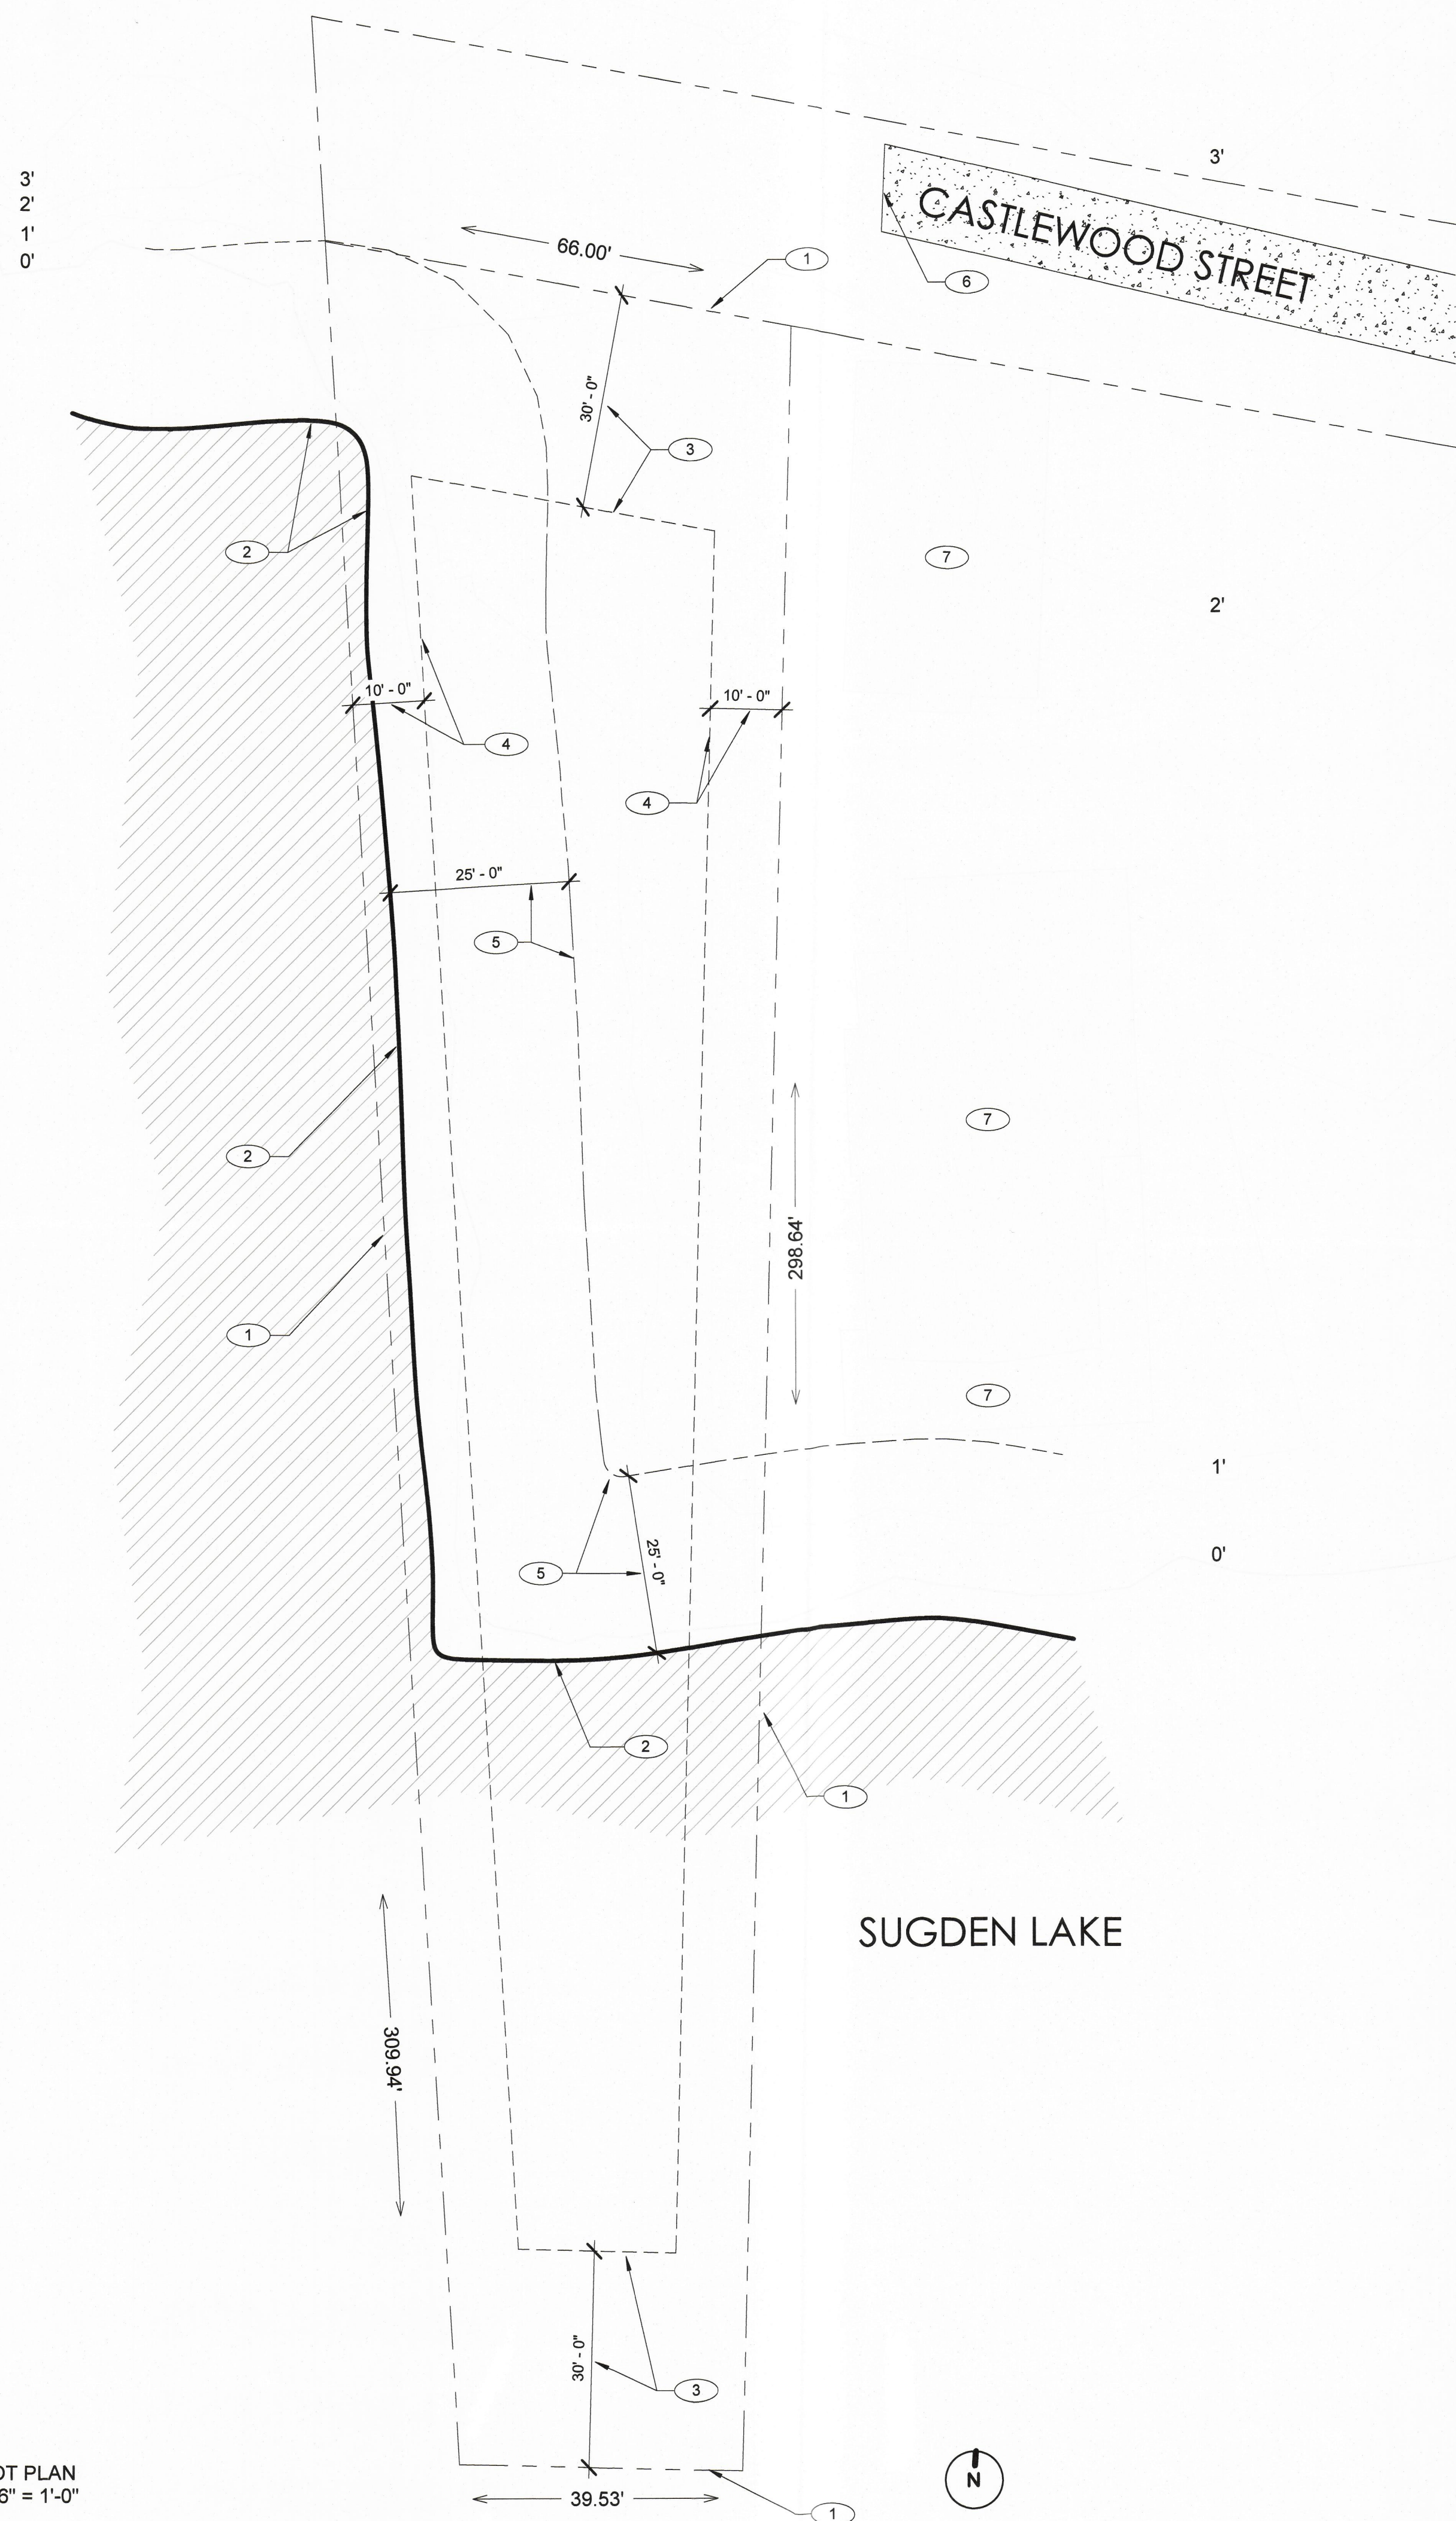 3'
CASTLEWOOD STREET
3'
2'
1'
0'
66.00'
1
6
30' - 0"
3
2
7
2'
10' - 0"
10' - 0"
4
4
25' - 0"
5
7
2
298.64'
1
7
1'
25' - 0"
0'
5
2
1
SUGDEN LAKE
309.94'
30' - 0"
3
N
OT PLAN
6" = 1'-0"
39.53'
1